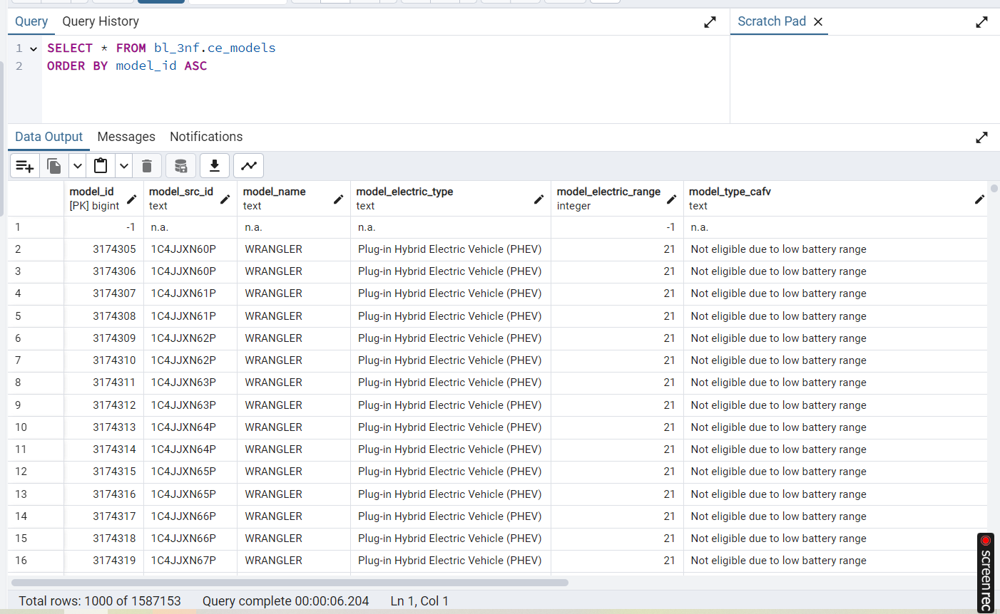 Query Query History Scratch Pad
1 SELECT * FROM bl_3nf.ce_models
2 ORDER BY model_id ASC
Data Output Messages Notifications
model_id model_src_id model_name model_electric_type model_electric_range model_type_cafv
[PK] bigint text text text integer text
1 -1 n.a. n.a. n.a. -1 n.a.
2 3174305 1C4JJXN60P WRANGLER Plug-in Hybrid Electric Vehicle (PHEV) 21 Not eligible due to low battery range
3 3174306 1C4JJXN60P WRANGLER Plug-in Hybrid Electric Vehicle (PHEV) 21 Not eligible due to low battery range
4 3174307 1C4JJXN61P WRANGLER Plug-in Hybrid Electric Vehicle (PHEV) 21 Not eligible due to low battery range
5 3174308 1C4JJXN61P WRANGLER Plug-in Hybrid Electric Vehicle (PHEV) 21 Not eligible due to low battery range
6 3174309 1C4JJXN62P WRANGLER Plug-in Hybrid Electric Vehicle (PHEV) 21 Not eligible due to low battery range
7 3174310 1C4JJXN62P WRANGLER Plug-in Hybrid Electric Vehicle (PHEV) 21 Not eligible due to low battery range
8 3174311 1C4JJXN63P WRANGLER Plug-in Hybrid Electric Vehicle (PHEV) 21 Not eligible due to low battery range
9 3174312 1C4JJXN63P WRANGLER Plug-in Hybrid Electric Vehicle (PHEV) 21 Not eligible due to low battery range
10 3174313 1C4JJXN64P WRANGLER Plug-in Hybrid Electric Vehicle (PHEV) 21 Not eligible due to low battery range
11 3174314 1C4JJXN64P WRANGLER Plug-in Hybrid Electric Vehicle (PHEV) 21 Not eligible due to low battery range
12 3174315 1C4JJXN65P WRANGLER Plug-in Hybrid Electric Vehicle (PHEV) 21 Not eligible due to low battery range
13 3174316 1C4JJXN65P WRANGLER Plug-in Hybrid Electric Vehicle (PHEV) 21 Not eligible due to low battery range
14 3174317 1C4JJXN66P WRANGLER Plug-in Hybrid Electric Vehicle (PHEV) 21 Not eligible due to low battery range
15 3174318 1C4JJXN66P WRANGLER Plug-in Hybrid Electric Vehicle (PHEV) 21 Not eligible due to low battery range
16 3174319 1C4JJXN67P WRANGLER Plug-in Hybrid Electric Vehicle (PHEV) 21 Not eligible due to low battery range
screenrec
Total rows: 1000 of 1587153 Query complete 00:00:06.204 Ln 1, Col 1